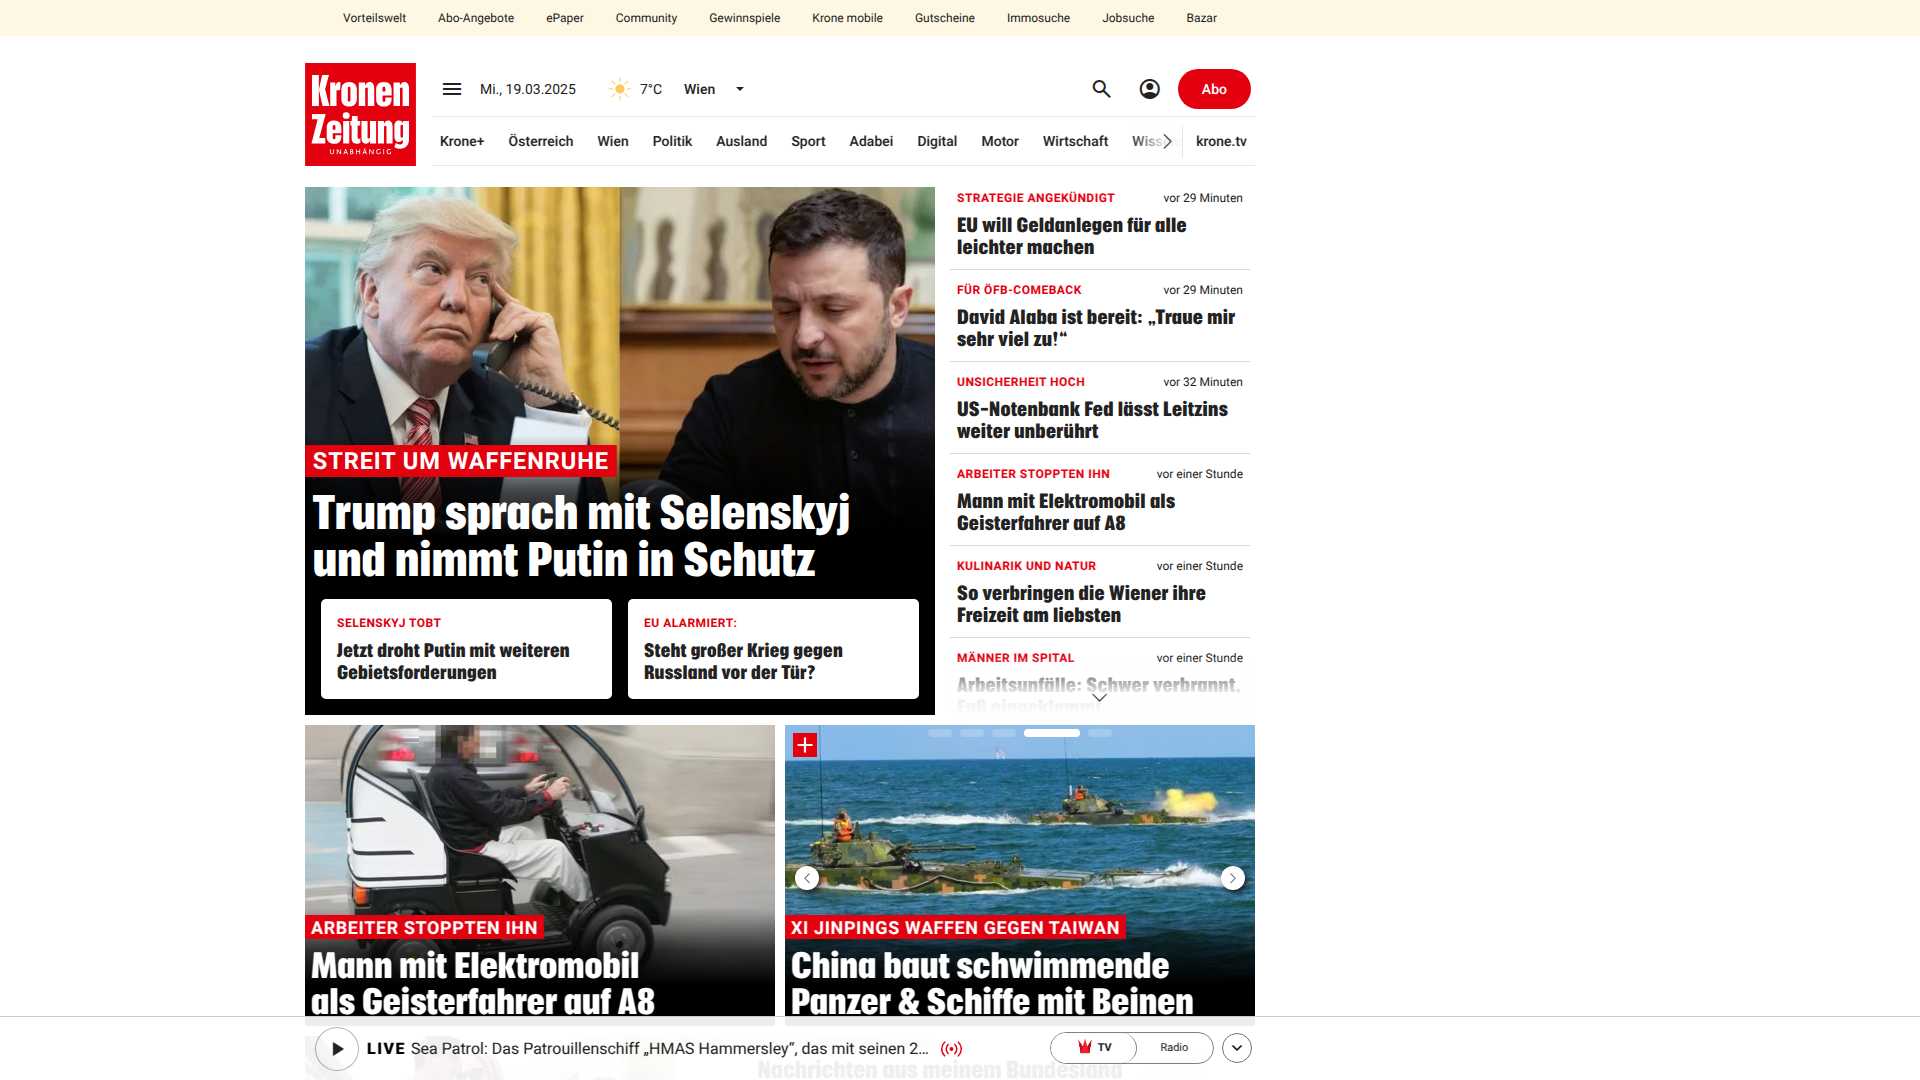 Vorteilswelt Abo-Angebote ePaper Community Gewinnspiele Krone mobile Gutscheine Immosuche Jobsuche Bazar
Kronen
Zeitung
UNABHÄNGIG
Mi., 19.03.2025 7°C Wien Abo
Krone+ Österreich Wien Politik Ausland Sport Adabei Digital Motor Wirtschaft Wiss krone.tv
STREIT UM WAFFENRUHE
Trump sprach mit Selenskyj
und nimmt Putin in Schutz
SELENSKYJ TOBT
Jetzt droht Putin mit weiteren
Gebietsforderungen
EU ALARMIERT:
Steht großer Krieg gegen
Russland vor der Tür?
STRATEGIE ANGEKÜNDIGT vor 29 Minuten
EU will Geldanlegen für alle
leichter machen
FÜR ÖFB-COMEBACK vor 29 Minuten
David Alaba ist bereit: „Traue mir
sehr viel zu!“
UNSICHERHEIT HOCH vor 32 Minuten
US-Notenbank Fed lässt Leitzins
weiter unberührt
ARBEITER STOPPTEN IHN vor einer Stunde
Mann mit Elektromobil als
Geisterfahrer auf A8
KULINARIK UND NATUR vor einer Stunde
So verbringen die Wiener ihre
Freizeit am liebsten
MÄNNER IM SPITAL vor einer Stunde
Arbeitsunfälle: Schwer verbrannt,
Fuß eingeklemmt
ARBEITER STOPPTEN IHN
Mann mit Elektromobil
als Geisterfahrer auf A8
XI JINPINGS WAFFEN GEGEN TAIWAN
China baut schwimmende
Panzer & Schiffe mit Beinen
LIVE Sea Patrol: Das Patrouillenschiff „HMAS Hammersley“, das mit seinen 2... TV Radio
Nachrichten aus meinem Bundesland